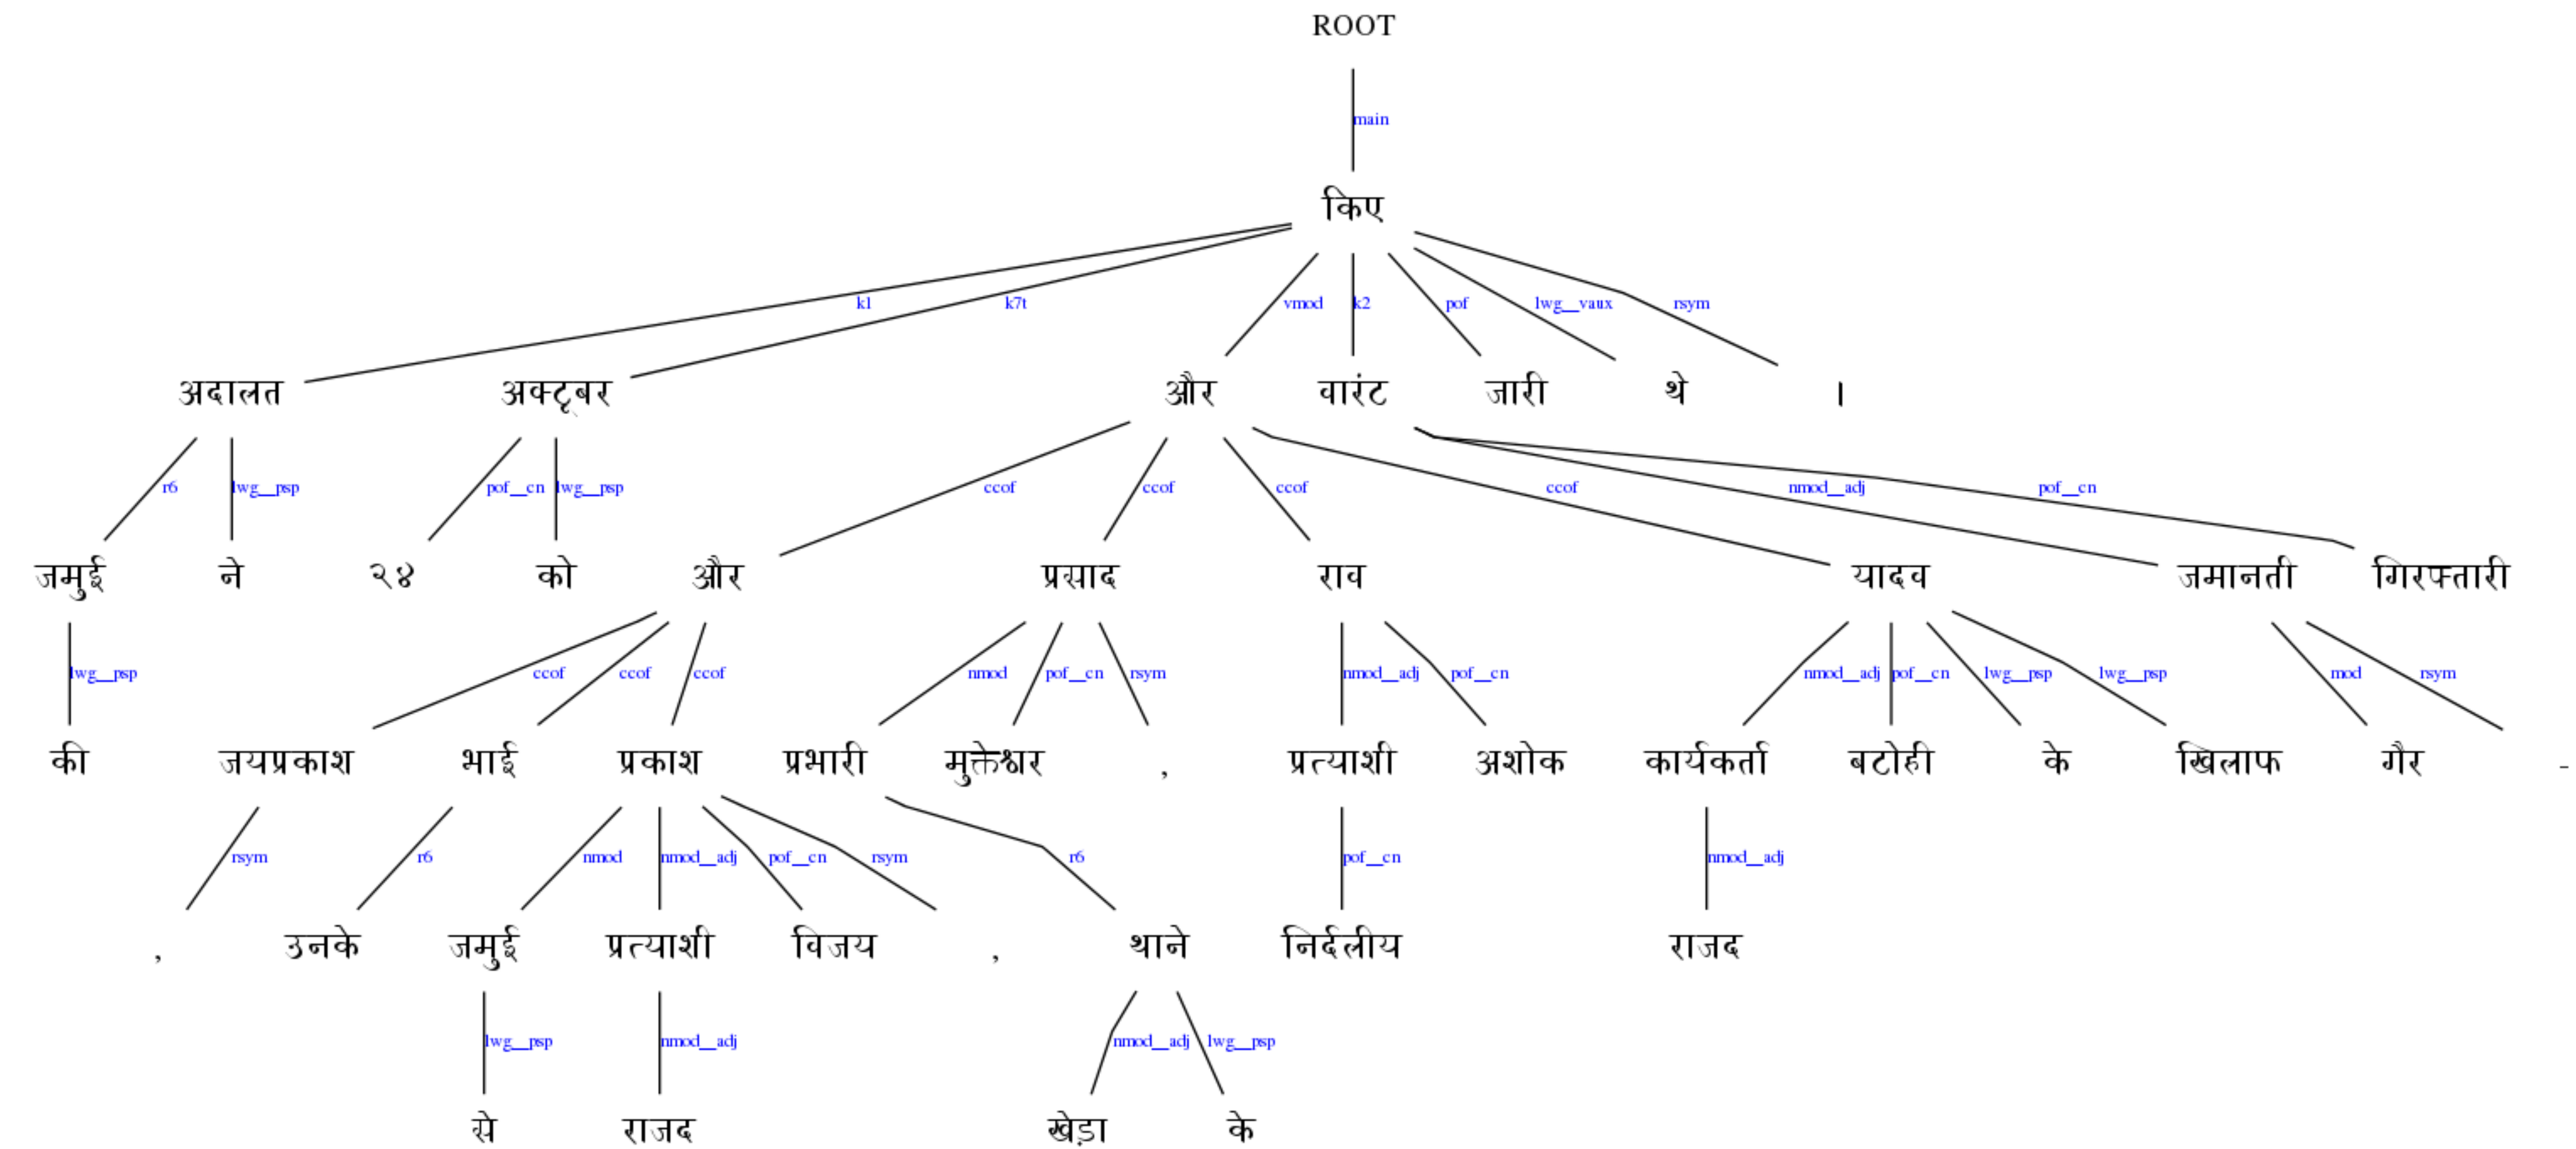 ROOT
main
किए
k1 k7t vmod k2 pof lwg__vaux rsym
अदालत अक्टूबर और वारंट जारी थे ।
r6 lwg__psp pof__cn lwg__psp ccof ccof ccof ccof nmod__adj pof__cn
जमुई ने २४ को और प्रसाद राव यादव जमानती गिरफ्तारी
lwg__psp ccof ccof ccof nmod pof__cn rsym nmod__adj pof__cn nmod__adj pof__cn lwg__psp lwg__psp mod rsym
की जयप्रकाश भाई प्रकाश प्रभारी मुक्तेश्वर , प्रत्याशी अशोक कार्यकर्ता बटोही के खिलाफ गैर -
rsym r6 nmod nmod__adj pof__cn rsym r6 pof__cn nmod__adj
, उनके जमुई प्रत्याशी विजय , थाने निर्दलीय राजद
lwg__psp nmod__adj nmod__adj lwg__psp
से राजद खेड़ा के